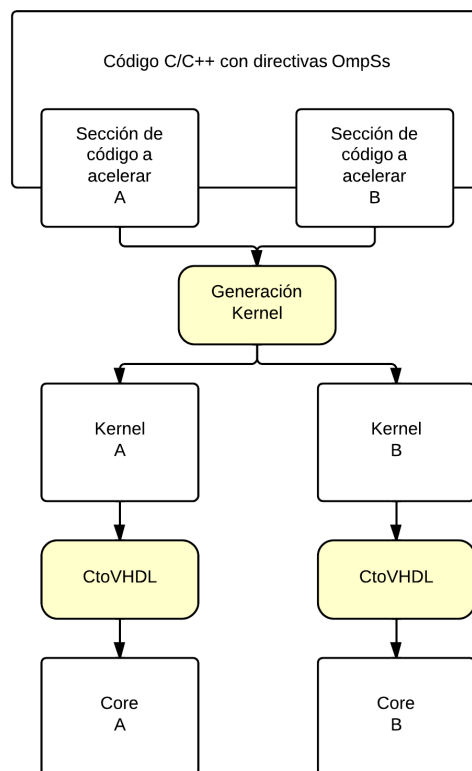 Código C/C++ con directivas OmpSs
Sección de
código a
acelerar
A
Sección de
código a
acelerar
B
Generación
Kernel
Kernel
A
Kernel
B
CtoVHDL
CtoVHDL
Core
A
Core
B